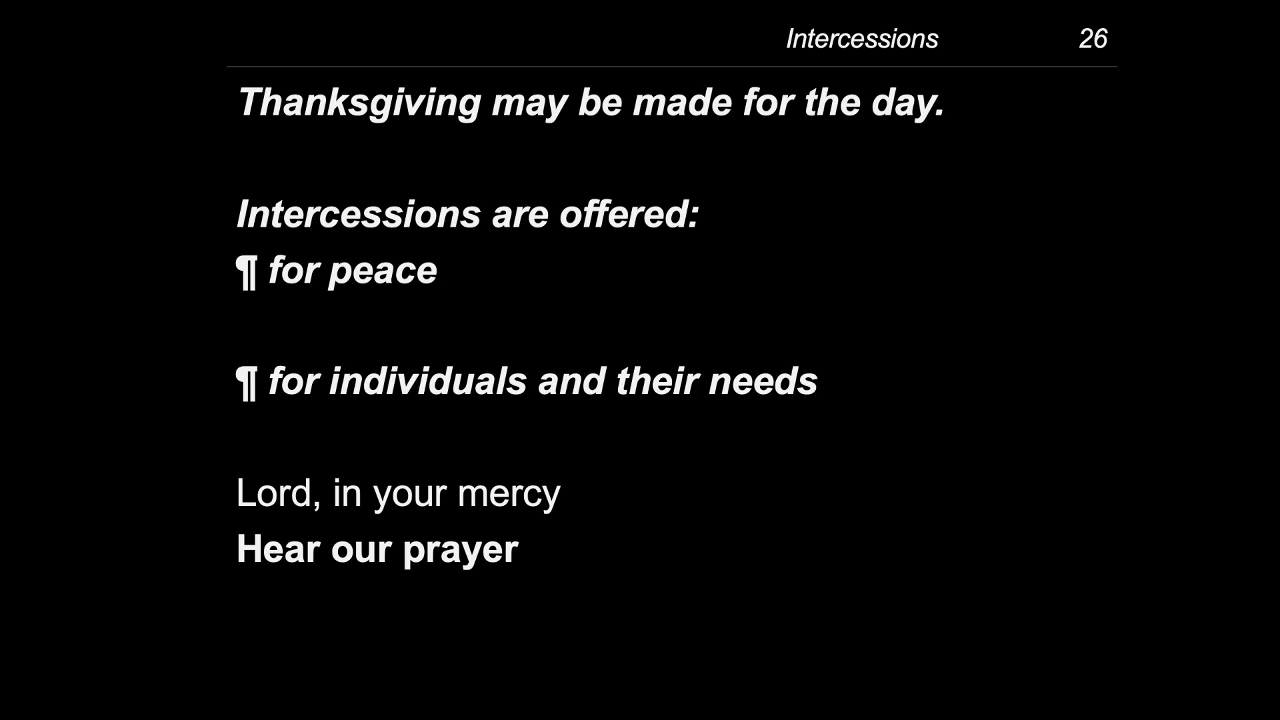 Intercessions 26
Thanksgiving may be made for the day.
Intercessions are offered:
¶ for peace
¶ for individuals and their needs
Lord, in your mercy
Hear our prayer